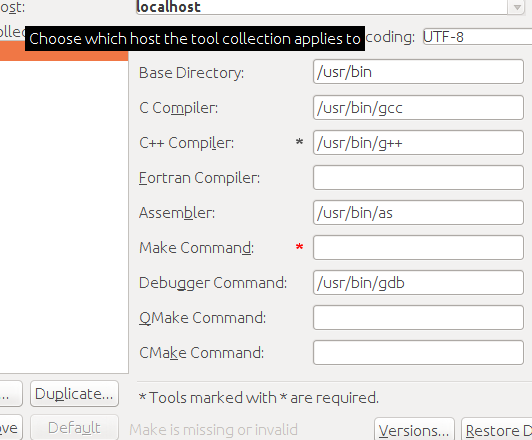 ost: localhost
ollec Choose which host the tool collection applies to coding: UTF-8
Base Directory: /usr/bin
C Compiler: /usr/bin/gcc
C++ Compiler: * /usr/bin/g++
Fortran Compiler:
Assembler: /usr/bin/as
Make Command: *
Debugger Command: /usr/bin/gdb
QMake Command:
CMake Command:
... Duplicate... * Tools marked with * are required.
ove Default Make is missing or invalid Versions... Restore D